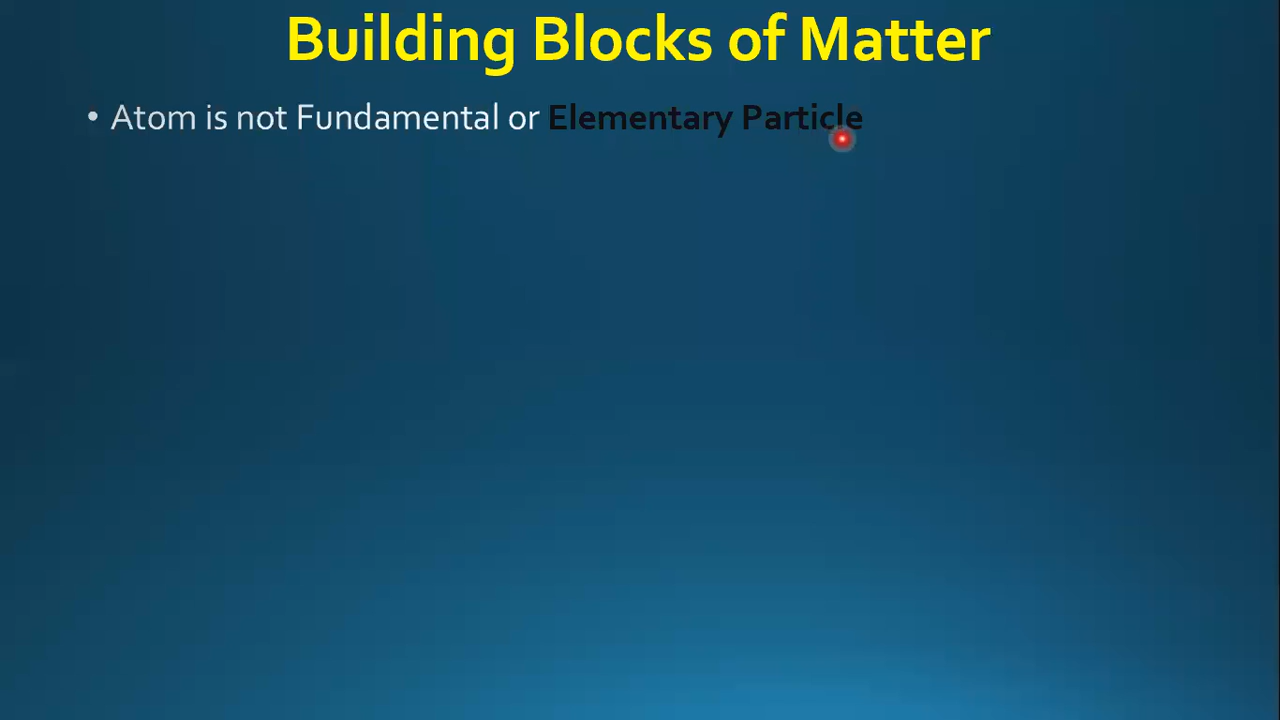 Building Blocks of Matter
• Atom is not Fundamental or Elementary Particle